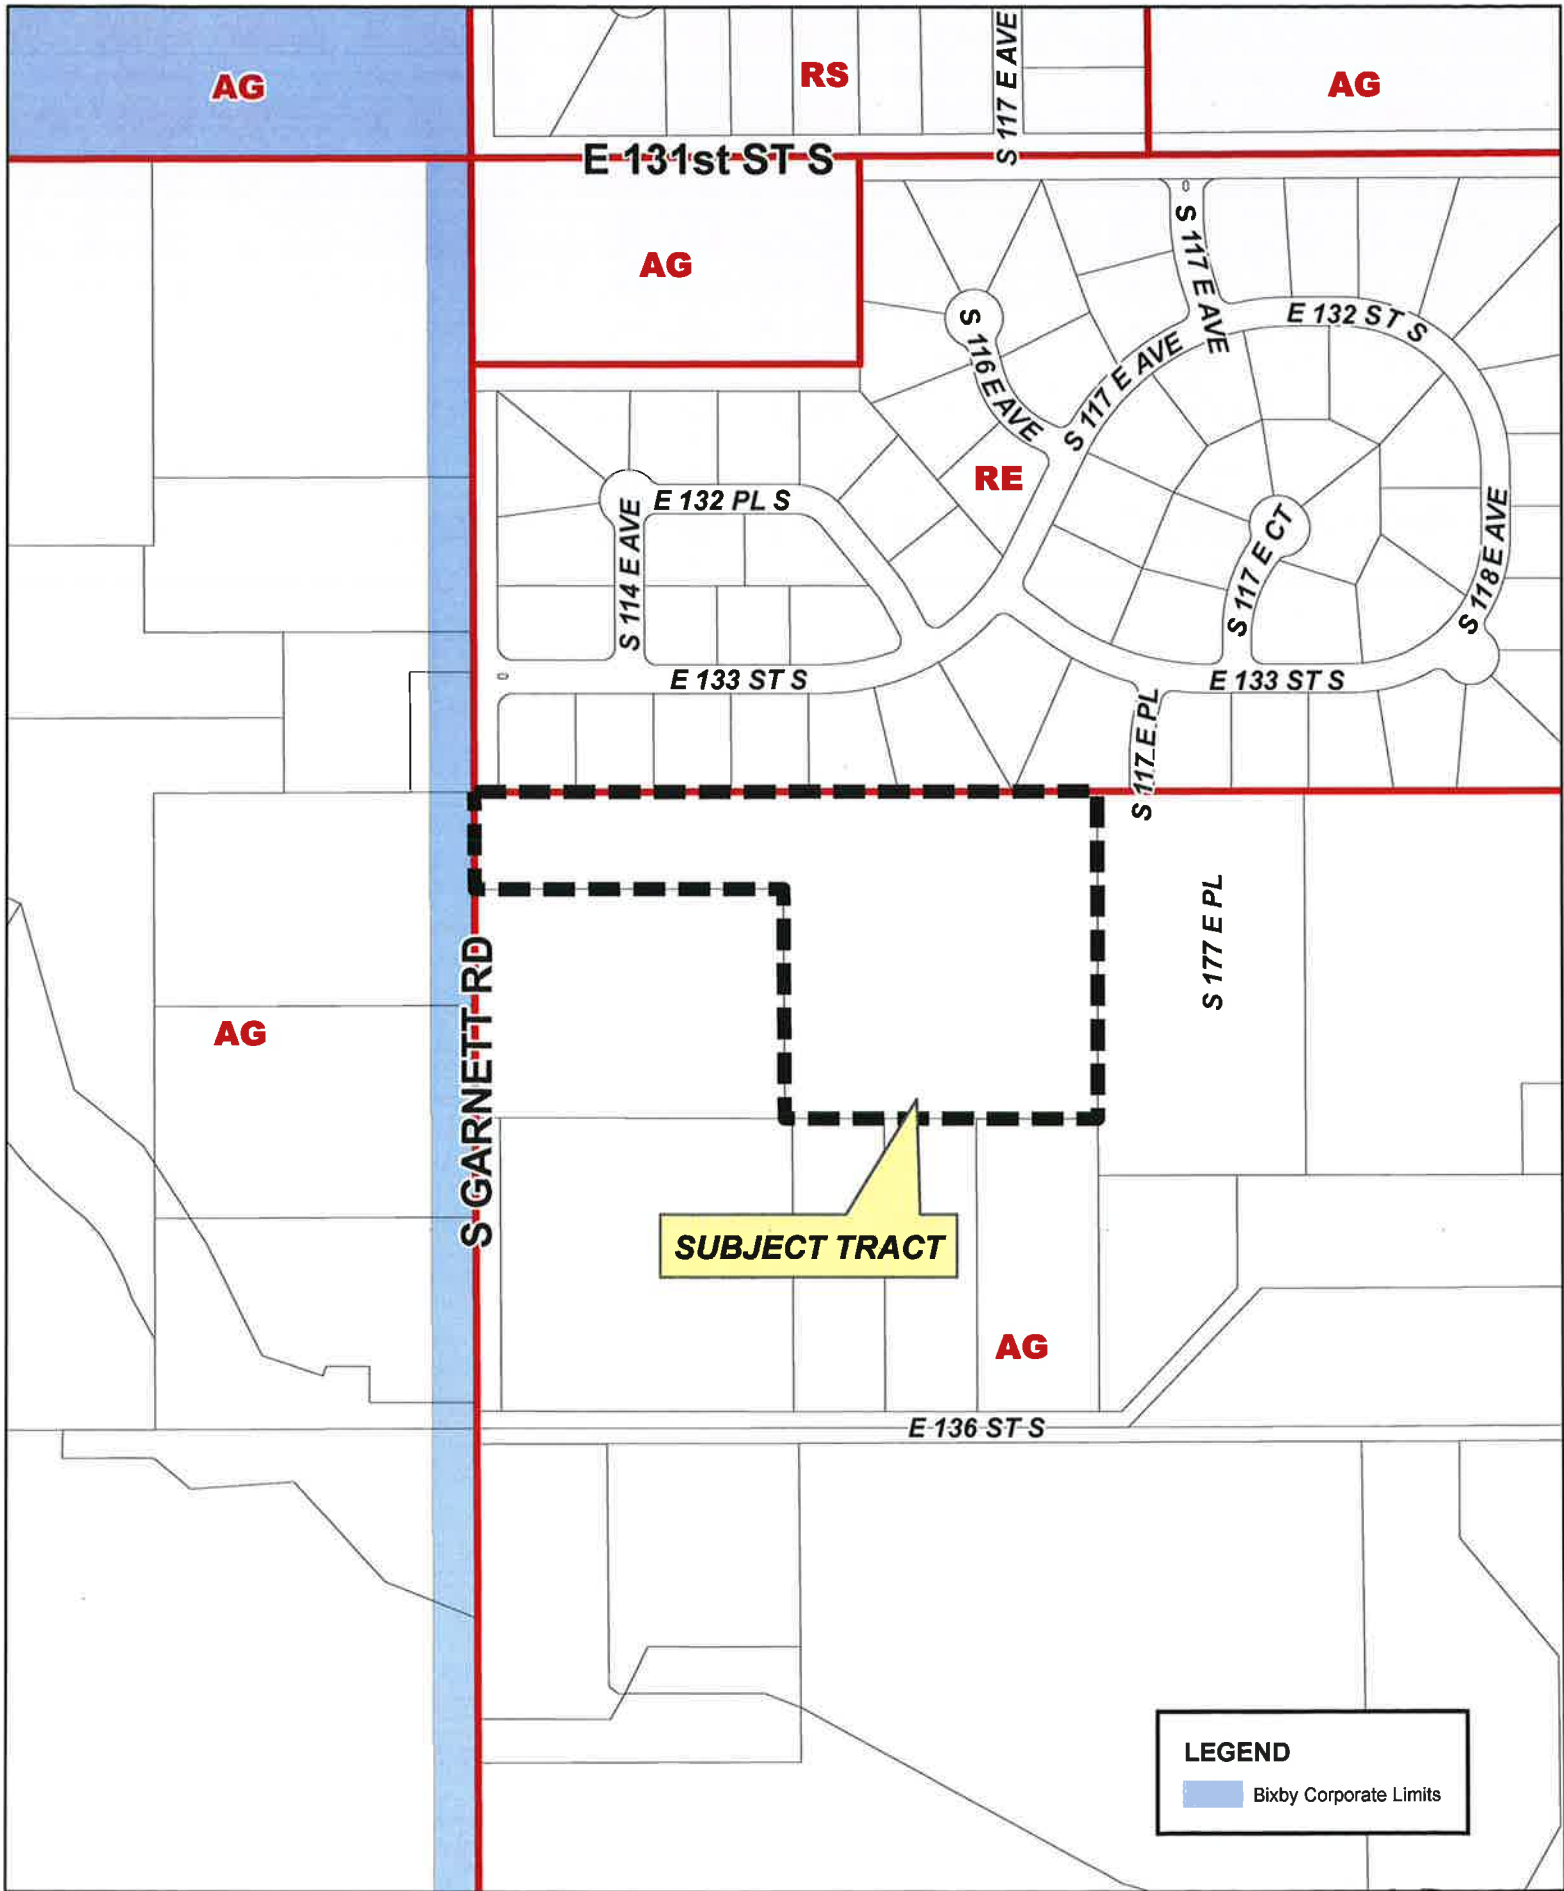 AG
RS
S 117 E AVE
AG
E 131st ST S
AG
S 117 E AVE
S 116 E AVE
E 132 ST S
S 117 E AVE
RE
E 132 PL S
S 114 E AVE
S 117 E CT
S 118 E AVE
E 133 ST S
E 133 ST S
S 117 E PL
S 177 E PL
AG
S GARNETT RD
SUBJECT TRACT
AG
E 136 ST S
LEGEND
Bixby Corporate Limits